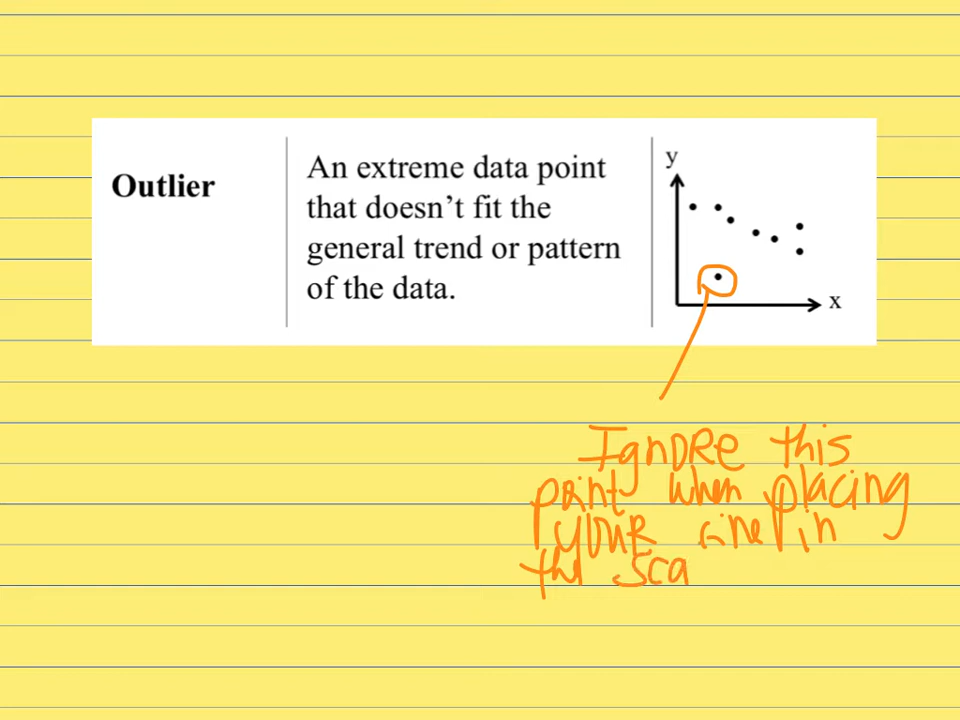 Outlier
An extreme data point
that doesn't fit the
general trend or pattern
of the data.
y
x
Ignore this
point when placing
your line in
the sca